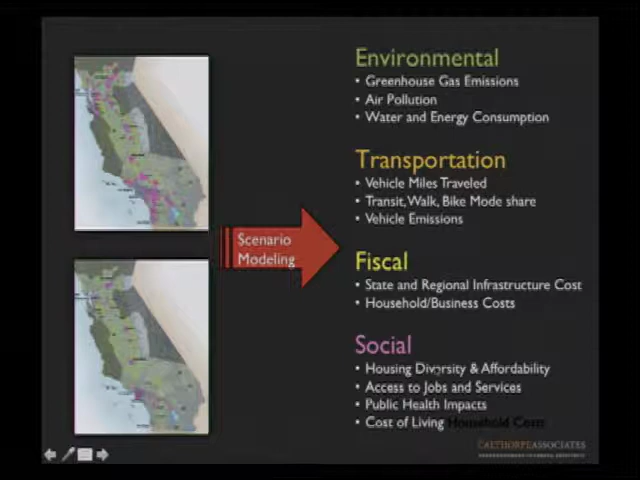 Environmental
• Greenhouse Gas Emissions
• Air Pollution
• Water and Energy Consumption
Transportation
• Vehicle Miles Traveled
• Transit, Walk, Bike Mode share
• Vehicle Emissions
Scenario
Modeling
Fiscal
• State and Regional Infrastructure Cost
• Household/Business Costs
Social
• Housing Diversity & Affordability
• Access to Jobs and Services
• Public Health Impacts
• Cost of Living Household Costs
CALTHORPE ASSOCIATES